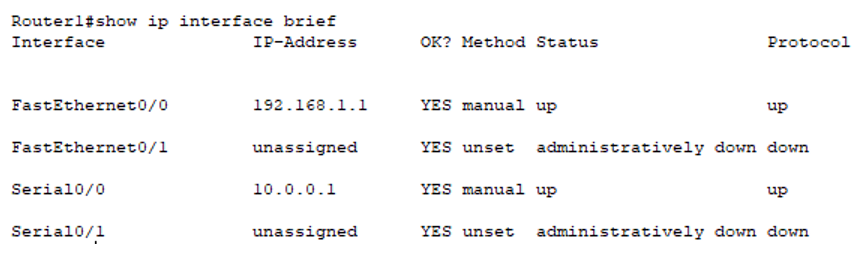 Router1#show ip interface brief
Interface IP-Address OK? Method Status Protocol
FastEthernet0/0 192.168.1.1 YES manual up up
FastEthernet0/1 unassigned YES unset administratively down down
Serial0/0 10.0.0.1 YES manual up up
Serial0/1 unassigned YES unset administratively down down